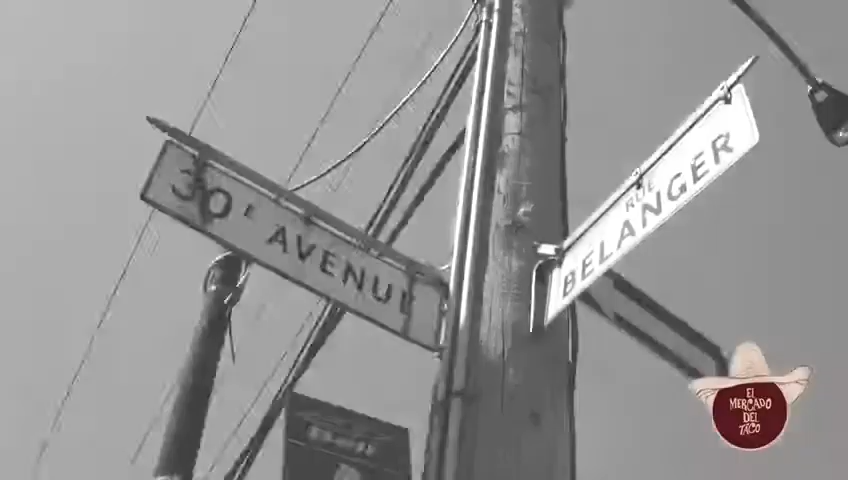 30E AVENUE
RUE
BELANGER
El
MERCADO
DEL
TACO